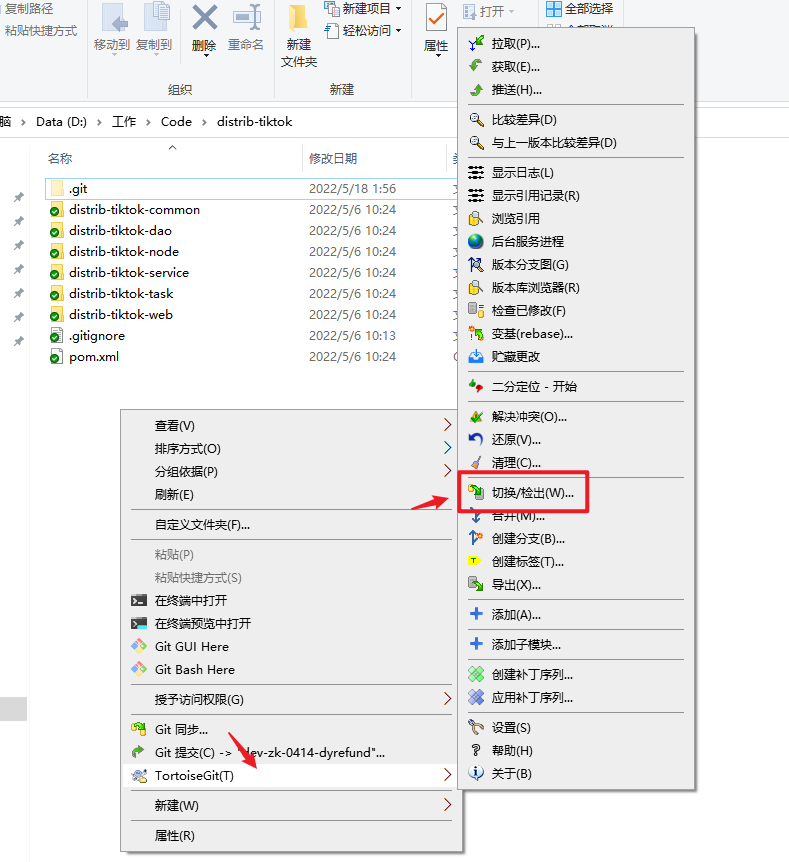 复制路径
粘贴快捷方式
移动到
复制到
删除
重命名
组织
新建
文件夹
新建项目
轻松访问
新建
属性
打开
全部选择
Data (D:)
工作
Code
distrib-tiktok
名称
修改日期
.git
2022/5/18 1:56
distrib-tiktok-common
2022/5/6 10:24
distrib-tiktok-dao
2022/5/6 10:24
distrib-tiktok-node
2022/5/6 10:24
distrib-tiktok-service
2022/5/6 10:24
distrib-tiktok-task
2022/5/6 10:24
distrib-tiktok-web
2022/5/6 10:24
.gitignore
2022/5/6 10:13
pom.xml
2022/5/6 10:24
查看(V)
排序方式(O)
分组依据(P)
刷新(E)
自定义文件夹(F)...
粘贴(P)
粘贴快捷方式(S)
在终端中打开
在终端预览中打开
Git GUI Here
Git Bash Here
授予访问权限(G)
Git 同步...
Git 提交(C) -> "dev-zk-0414-dyrefund"...
TortoiseGit(T)
新建(W)
属性(R)
拉取(P)...
获取(E)...
推送(H)...
比较差异(D)
与上一版本比较差异(D)
显示日志(L)
显示引用记录(R)
浏览引用
后台服务进程
版本分支图(G)
版本库浏览器(R)
检查已修改(F)
变基(rebase)...
贮藏更改
二分定位 - 开始
解决冲突(O)...
还原(V)...
清理(C)...
切换/检出(W)...
合并(M)...
创建分支(B)...
创建标签(T)...
导出(X)...
添加(A)...
添加子模块...
创建补丁序列...
应用补丁序列...
设置(S)
帮助(H)
关于(B)